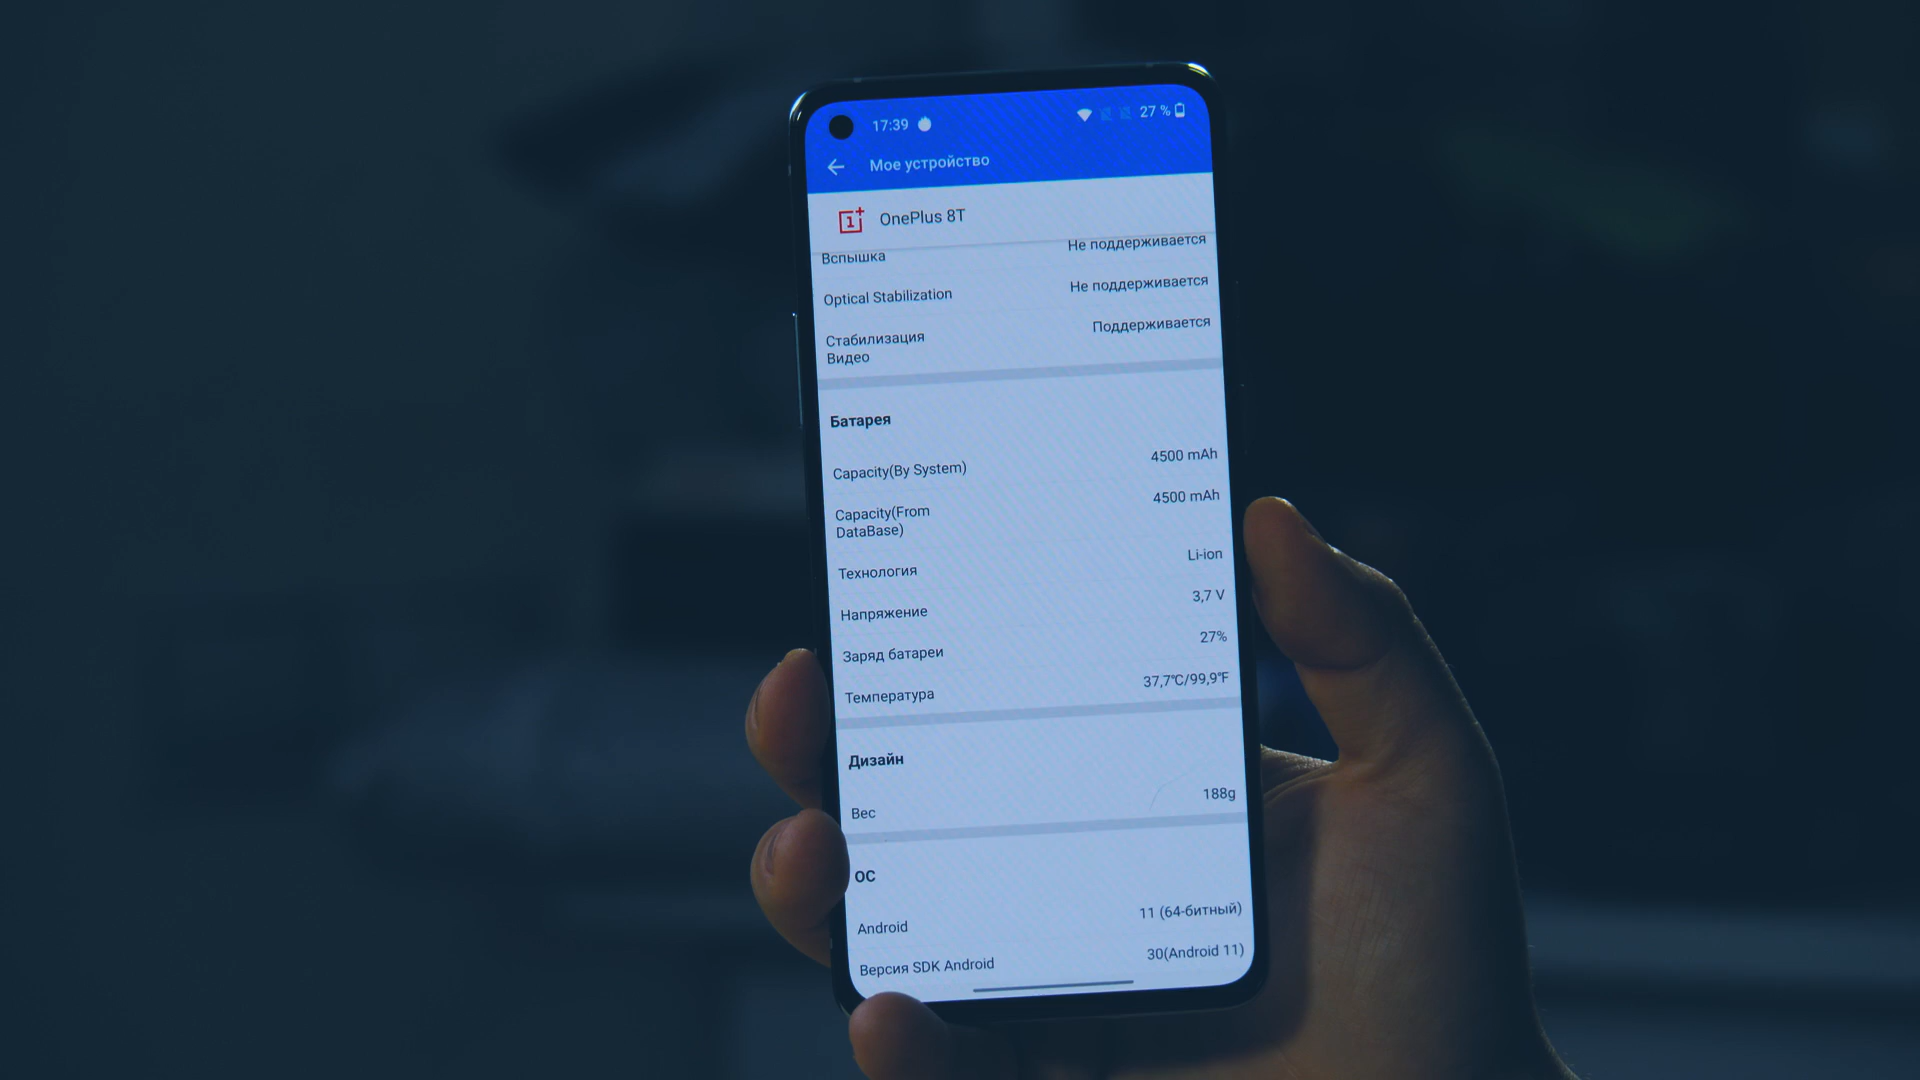 17:39 27 %
Мое устройство
1+ OnePlus 8T
Вспышка Не поддерживается
Optical Stabilization Не поддерживается
Стабилизация Поддерживается
Видео
Батарея
Capacity(By System) 4500 mAh
Capacity(From 4500 mAh
DataBase)
Технология Li-ion
Напряжение 3,7 V
Заряд батареи 27%
Температура 37,7℃/99,9℉
Дизайн
Вес 188g
ОС
Android 11 (64-битный)
Версия SDK Android 30(Android 11)